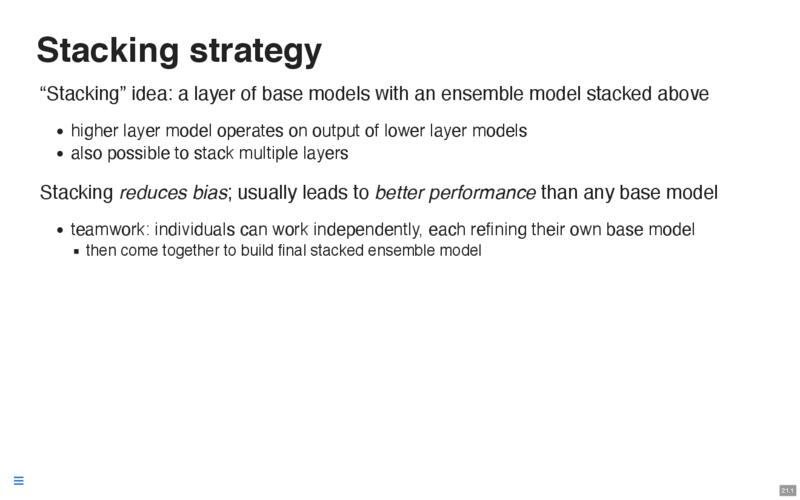 Stacking strategy
“Stacking” idea: a layer of base models with an ensemble model stacked above
• higher layer model operates on output of lower layer models
• also possible to stack multiple layers
Stacking reduces bias; usually leads to better performance than any base model
• teamwork: individuals can work independently, each refining their own base model
▪ then come together to build final stacked ensemble model
21.1